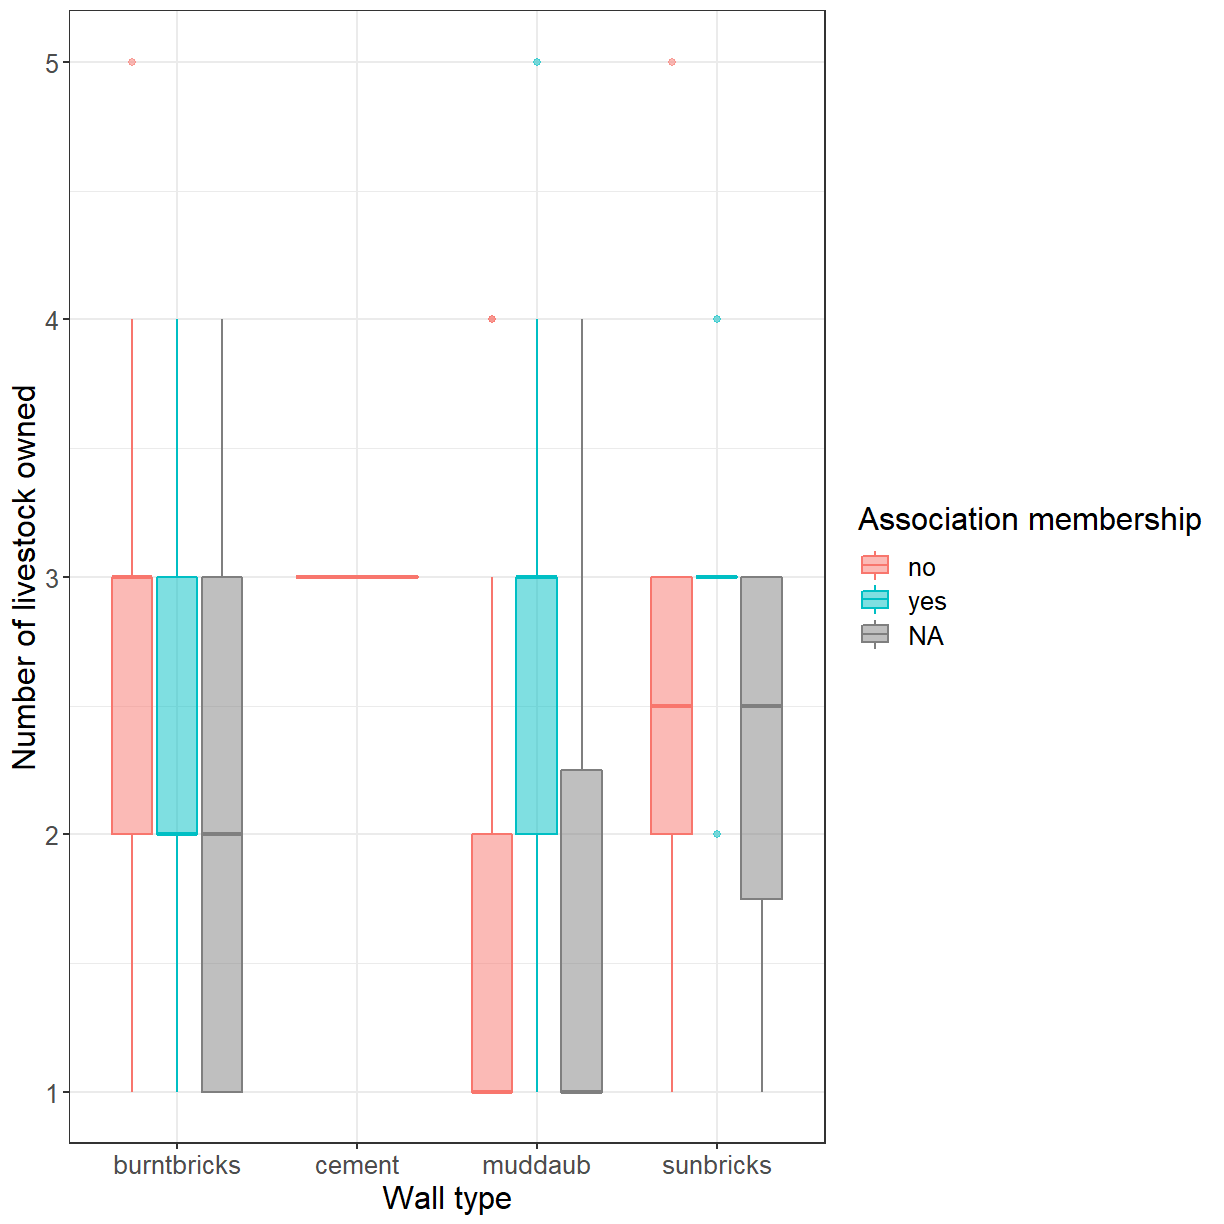 Number of livestock owned
5
4
3
2
1
burntbricks
cement
muddaub
sunbricks
Wall type
Association membership
no
yes
NA